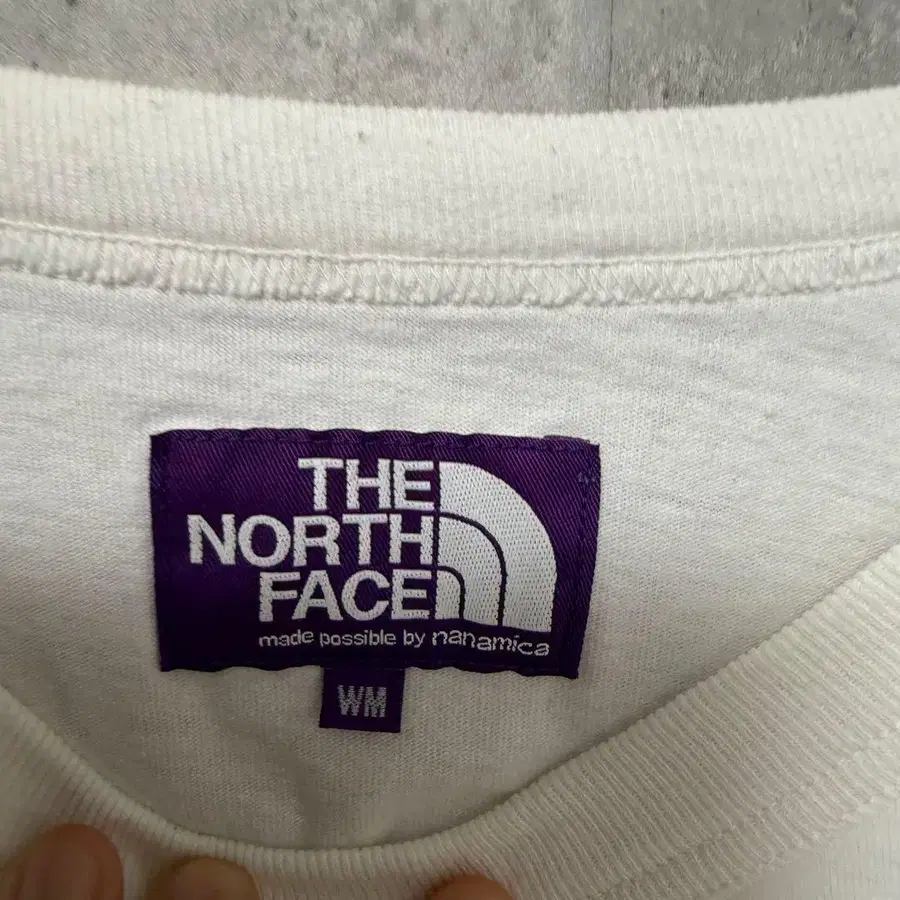 THE
NORTH
FACE
made possible by nanamica
WM